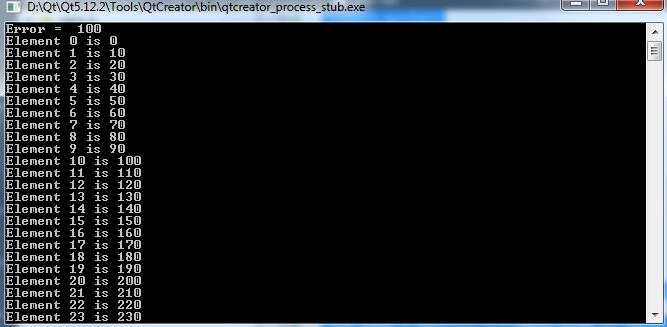 D:\Qt\Qt5.12.2\Tools\QtCreator\bin\qtcreator_process_stub.exe
Error =  100
Element 0 is 0
Element 1 is 10
Element 2 is 20
Element 3 is 30
Element 4 is 40
Element 5 is 50
Element 6 is 60
Element 7 is 70
Element 8 is 80
Element 9 is 90
Element 10 is 100
Element 11 is 110
Element 12 is 120
Element 13 is 130
Element 14 is 140
Element 15 is 150
Element 16 is 160
Element 17 is 170
Element 18 is 180
Element 19 is 190
Element 20 is 200
Element 21 is 210
Element 22 is 220
Element 23 is 230